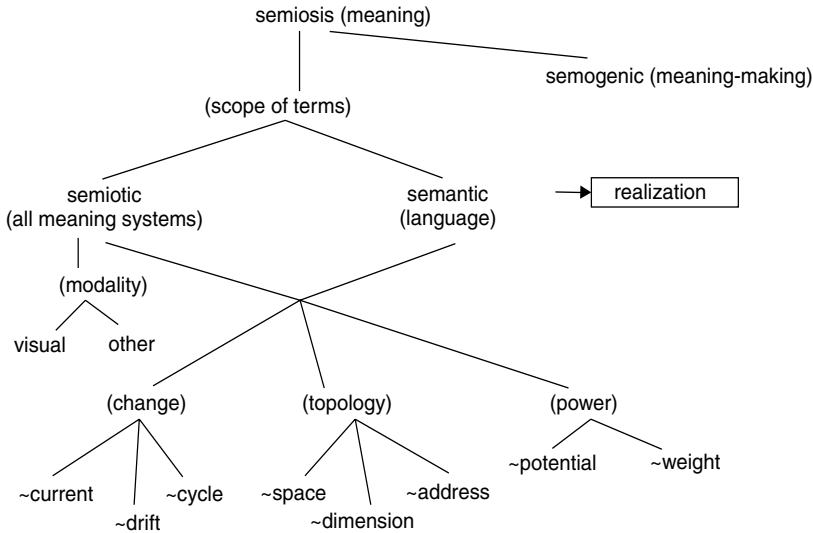 semiosis (meaning)
semogenic (meaning-making)
(scope of terms)
semiotic
(all meaning systems)
semantic
(language)
realization
(modality)
visual
other
(change)
(topology)
(power)
~current
~drift
~cycle
~space
~dimension
~address
~potential
~weight